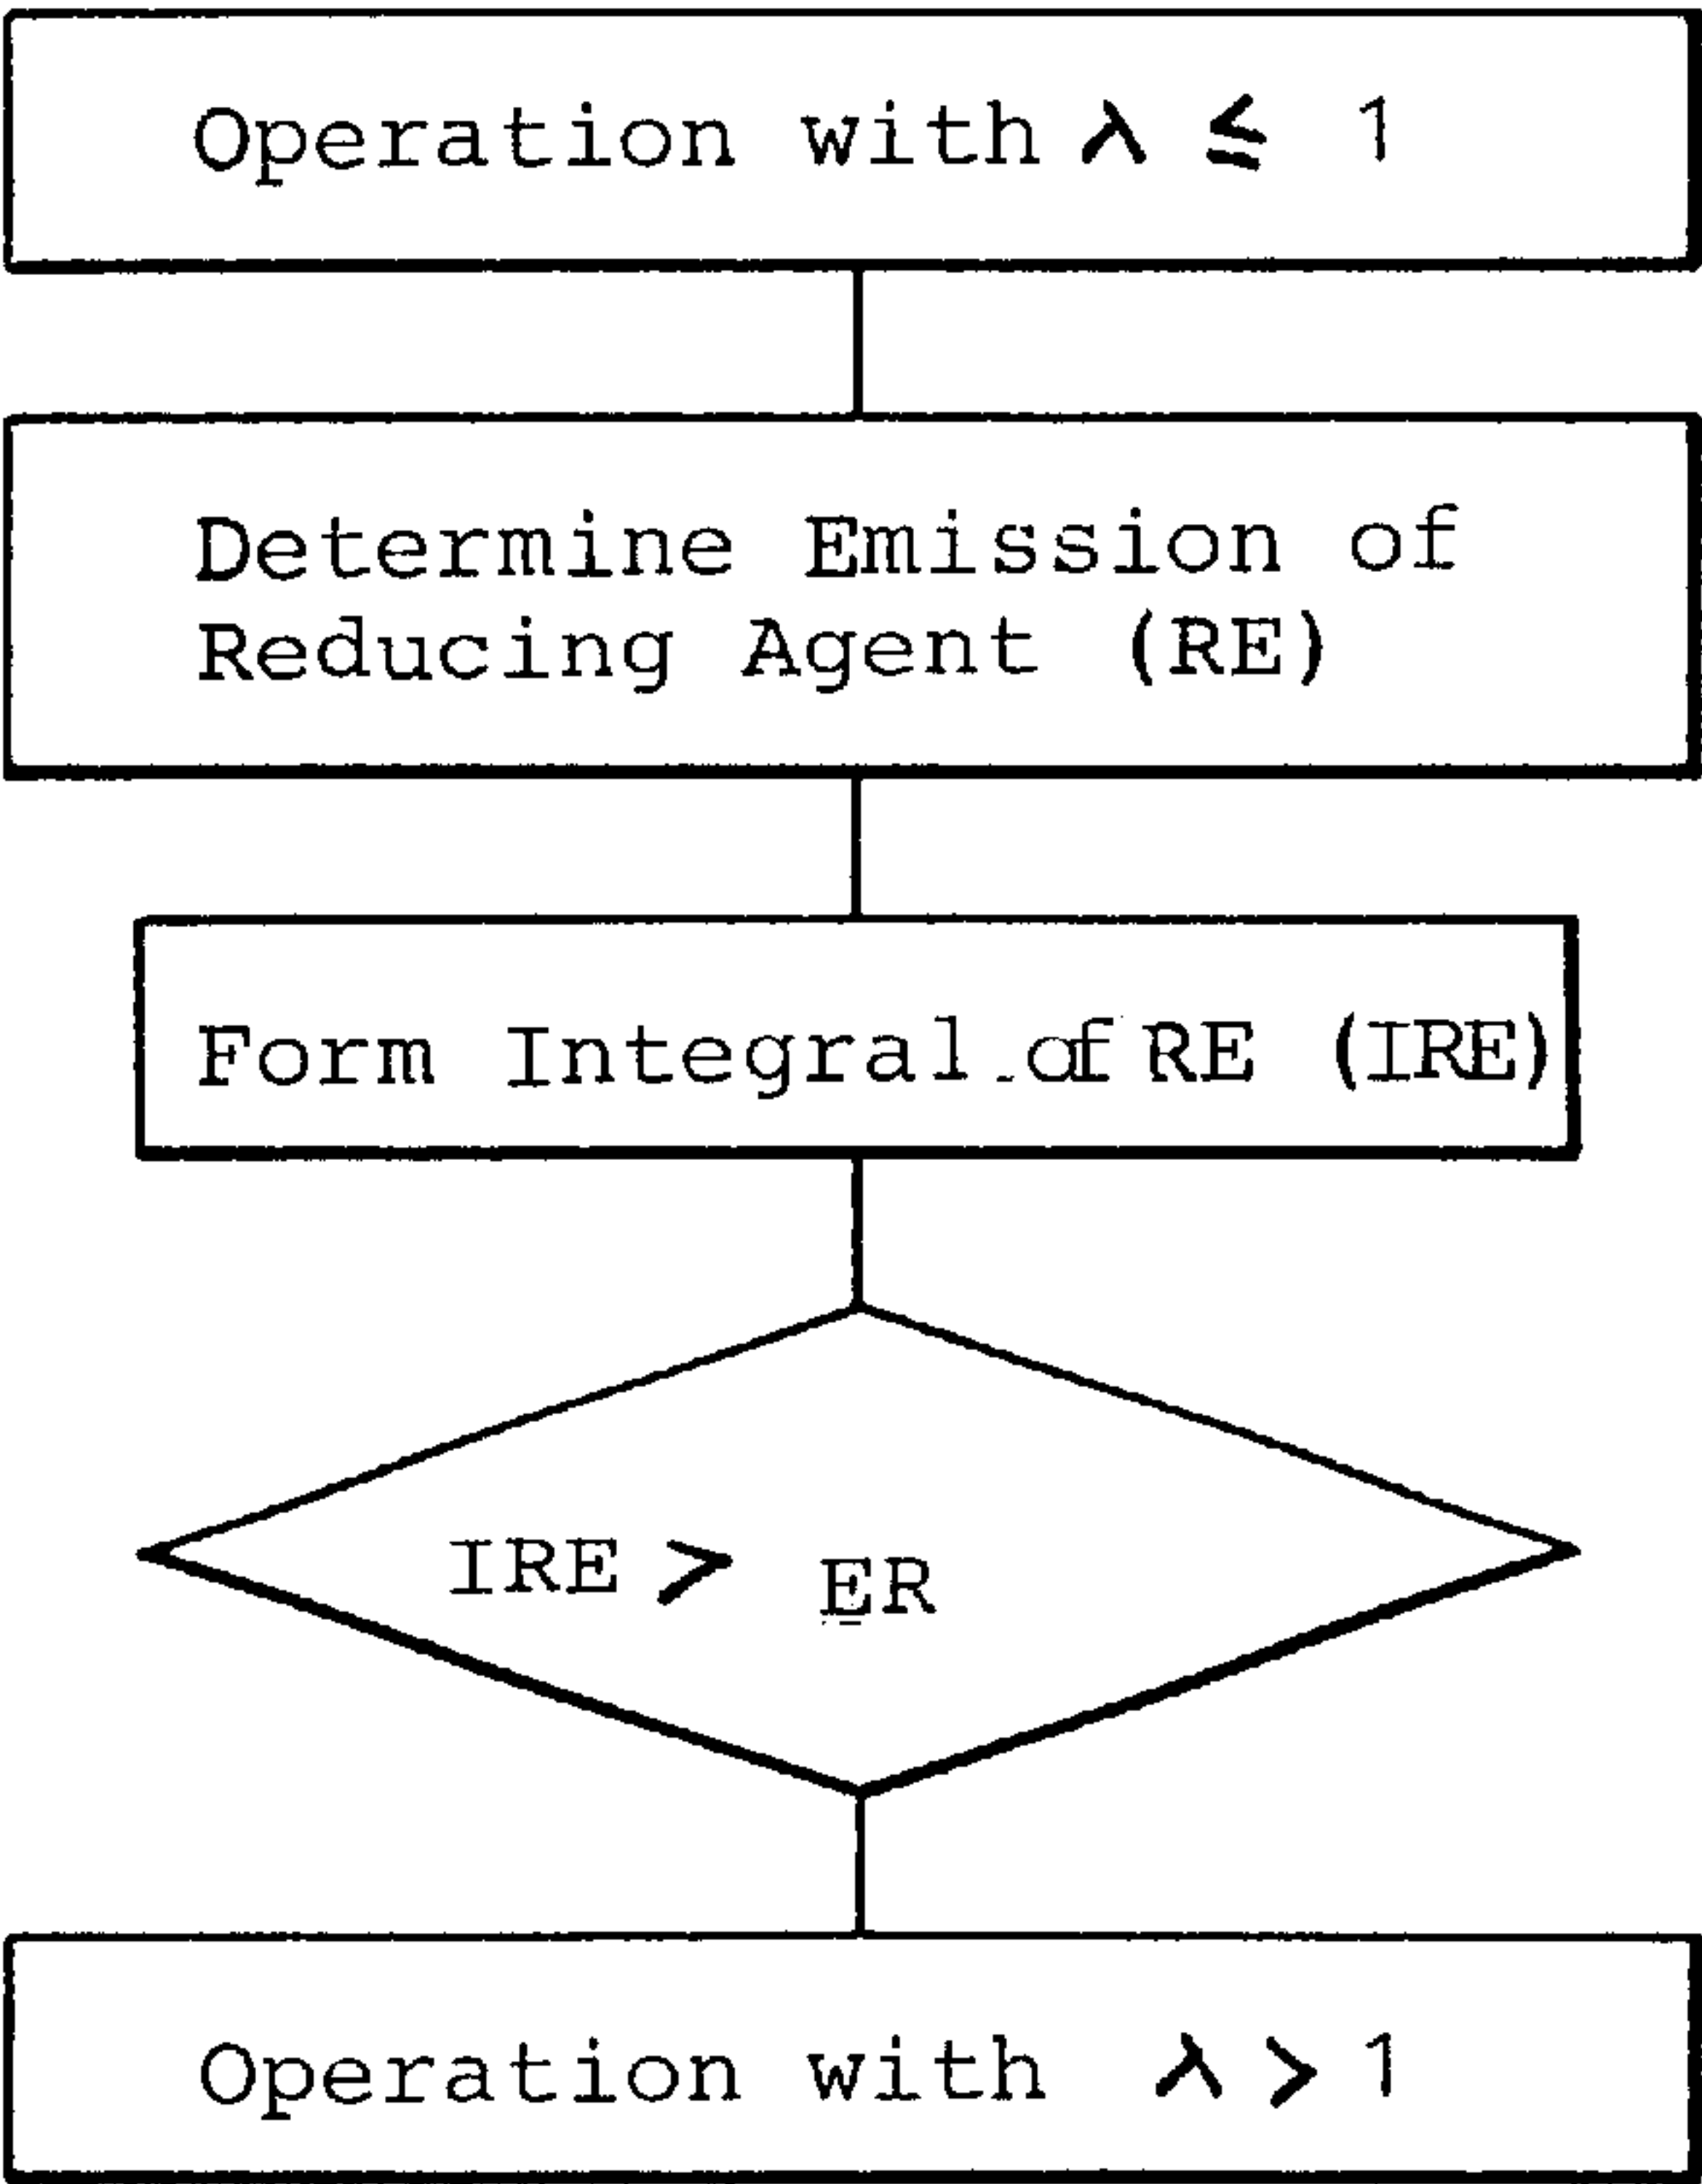 Operation with λ ≦ 1
Determine Emission of
Reducing Agent (RE)
Form Integral of RE (IRE)
IRE > ER
Operation with λ > 1